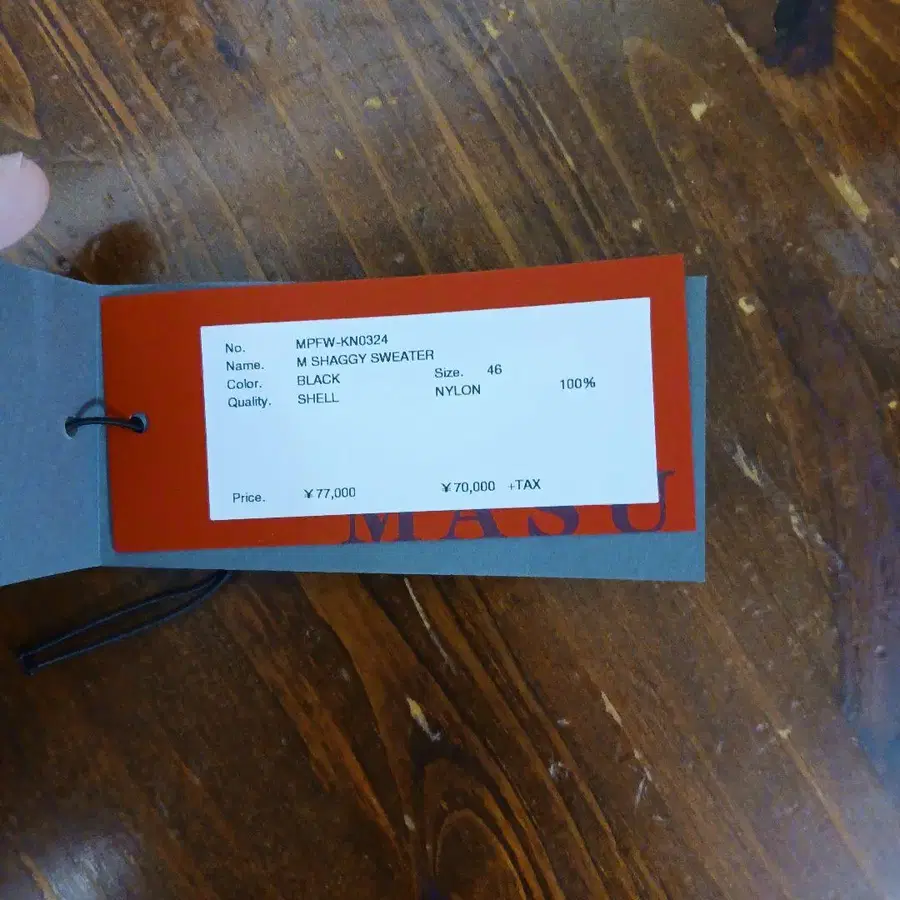 No. MPFW-KN0324
Name. M SHAGGY SWEATER
Color. BLACK Size. 46
Quality. SHELL NYLON 100%
Price. ¥77,000 ¥70,000 +TAX
MASU